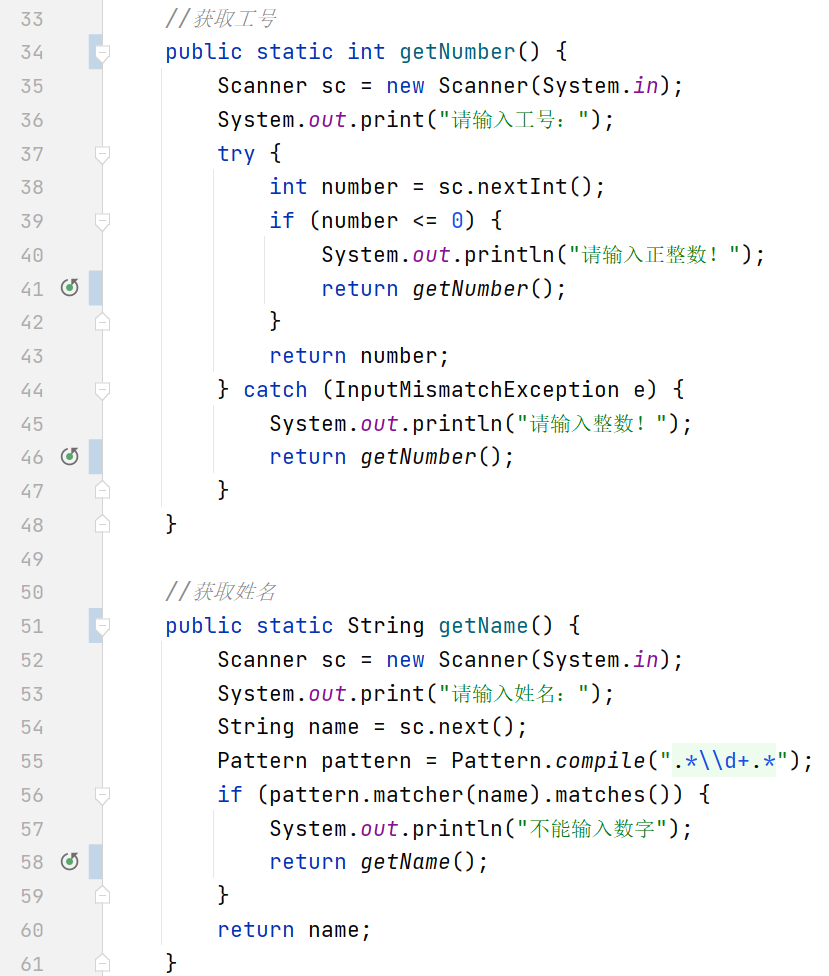 33 //获取工号
34 public static int getNumber() {
35 Scanner sc = new Scanner(System.in);
36 System.out.print("请输入工号：");
37 try {
38 int number = sc.nextInt();
39 if (number <= 0) {
40 System.out.println("请输入正整数！");
41 return getNumber();
42 }
43 return number;
44 } catch (InputMismatchException e) {
45 System.out.println("请输入整数！");
46 return getNumber();
47 }
48 }
49
50 //获取姓名
51 public static String getName() {
52 Scanner sc = new Scanner(System.in);
53 System.out.print("请输入姓名：");
54 String name = sc.next();
55 Pattern pattern = Pattern.compile(".*\\d+.*");
56 if (pattern.matcher(name).matches()) {
57 System.out.println("不能输入数字");
58 return getName();
59 }
60 return name;
61 }